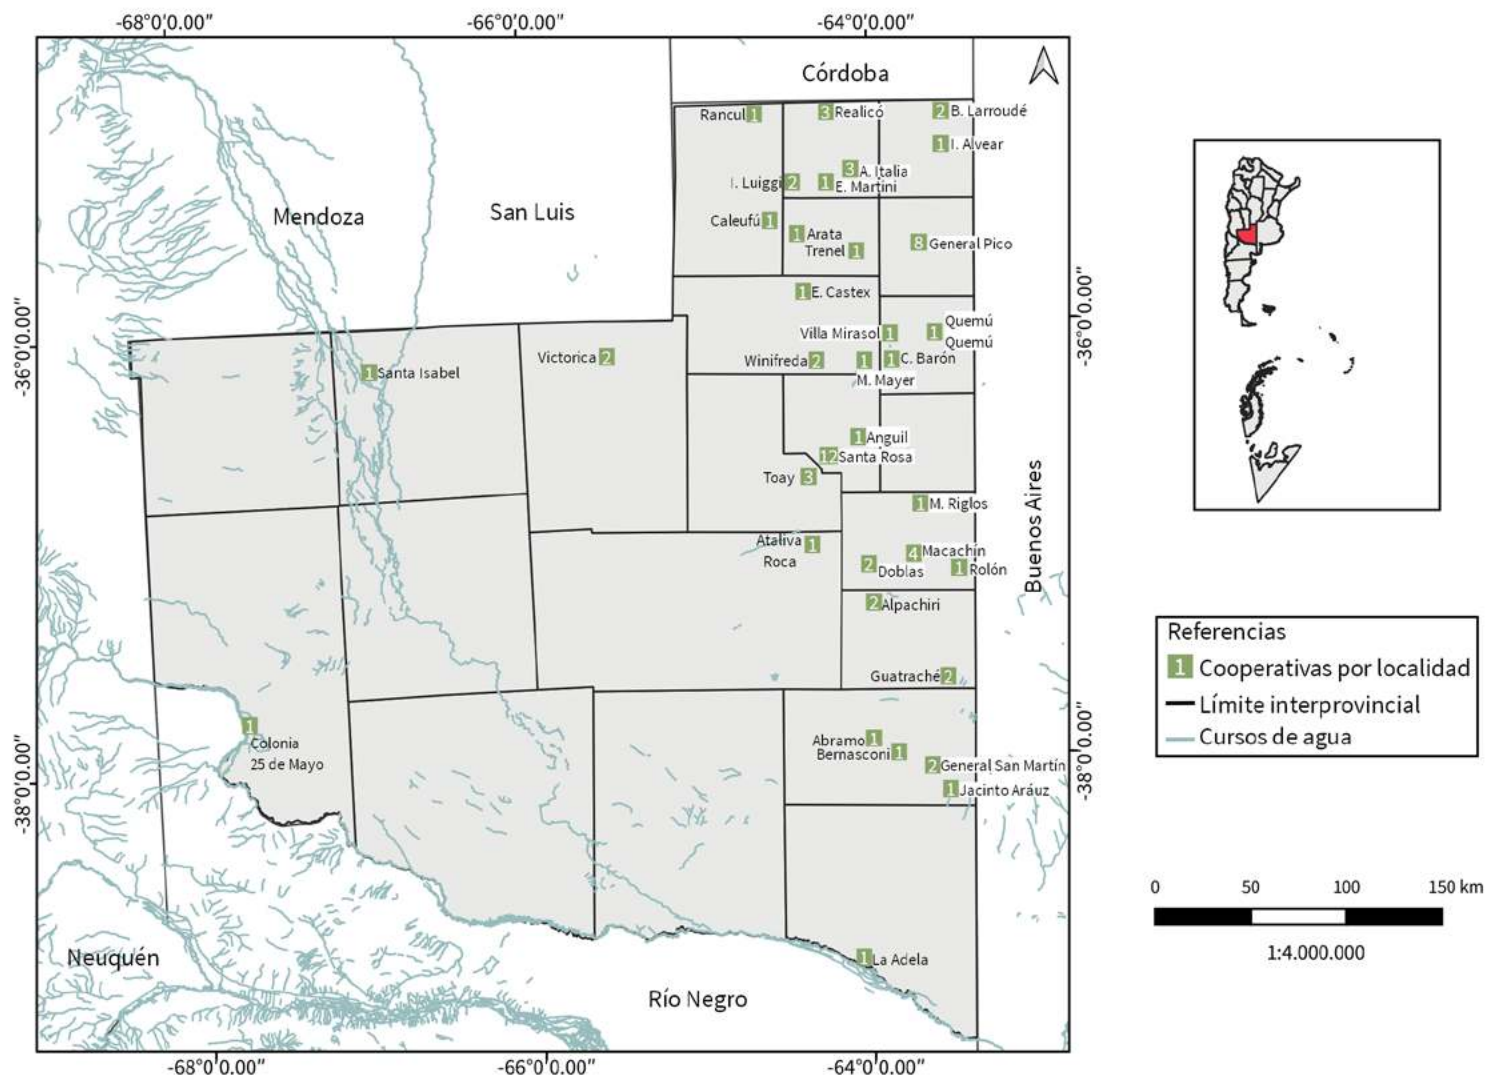 -68°0'0.00"
-66°0'0.00"
-64°0'0.00"
Córdoba
Rancul 1
3 Realicó
2 B. Larroudé
1 I. Alvear
3 A. Italia
I. Luiggi 2
1 E. Martini
Mendoza
San Luis
Caleufú 1
1 Arata
Trenel 1
8 General Pico
1 E. Castex
-36°0'0.00"
-36°0'0.00"
Villa Mirasol 1
1 Quemú
Quemú
Victorica 2
Winifreda 2
1
M. Mayer
1 C. Barón
1 Santa Isabel
1 Anguil
12 Santa Rosa
Toay 3
Buenos Aires
1 M. Riglos
Ataliva
Roca
1
4 Macachín
2 Doblas
1 Rolón
2 Alpachiri
Guatraché 2
1
Colonia
25 de Mayo
Abramo 1
Bernasconi 1
2 General San Martín
1 Jacinto Aráuz
-38°0'0.00"
-38°0'0.00"
Neuquén
1 La Adela
Río Negro
-68°0'0.00"
-66°0'0.00"
-64°0'0.00"
Referencias
1 Cooperativas por localidad
Límite interprovincial
Cursos de agua
0 50 100 150 km
1:4.000.000